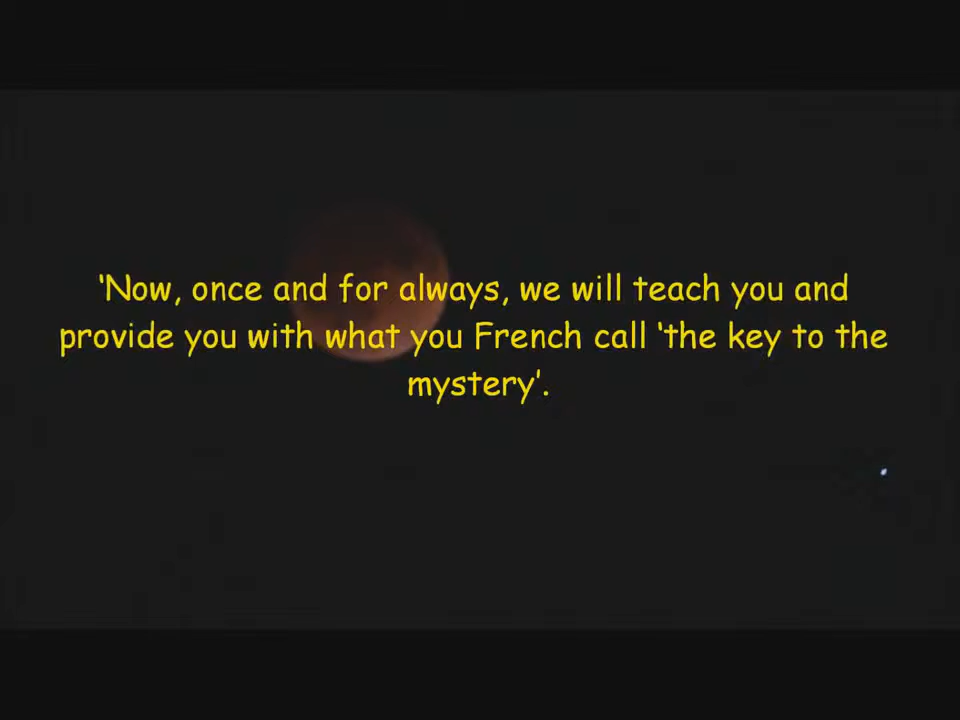 ‘Now, once and for always, we will teach you and
provide you with what you French call ‘the key to the
mystery’.